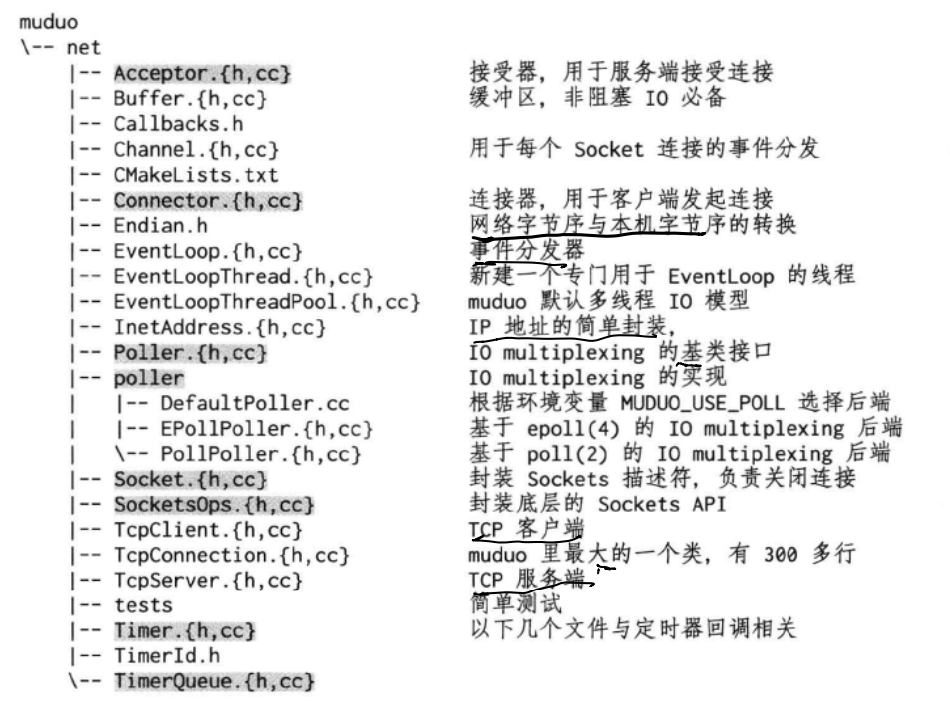 muduo
\-- net
|-- Acceptor.{h,cc} 接受器, 用于服务端接受连接
|-- Buffer.{h,cc} 缓冲区, 非阻塞 IO 必备
|-- Callbacks.h
|-- Channel.{h,cc} 用于每个 Socket 连接的事件分发
|-- CMakeLists.txt
|-- Connector.{h,cc} 连接器, 用于客户端发起连接
|-- Endian.h 网络字节序与本机字节序的转换
|-- EventLoop.{h,cc} 事件分发器
|-- EventLoopThread.{h,cc} 新建一个专门用于 EventLoop 的线程
|-- EventLoopThreadPool.{h,cc} muduo 默认多线程 IO 模型
|-- InetAddress.{h,cc} IP 地址的简单封装,
|-- Poller.{h,cc} IO multiplexing 的基类接口
|-- poller IO multiplexing 的实现
| |-- DefaultPoller.cc 根据环境变量 MUDUO_USE_POLL 选择后端
| |-- EPollPoller.{h,cc} 基于 epoll(4) 的 IO multiplexing 后端
| \-- PollPoller.{h,cc} 基于 poll(2) 的 IO multiplexing 后端
|-- Socket.{h,cc} 封装 Sockets 描述符, 负责关闭连接
|-- SocketsOps.{h,cc} 封装底层的 Sockets API
|-- TcpClient.{h,cc} TCP 客户端
|-- TcpConnection.{h,cc} muduo 里最大的一个类, 有 300 多行
|-- TcpServer.{h,cc} TCP 服务端
|-- tests 简单测试
|-- Timer.{h,cc} 以下几个文件与定时器回调相关
|-- TimerId.h
\-- TimerQueue.{h,cc}